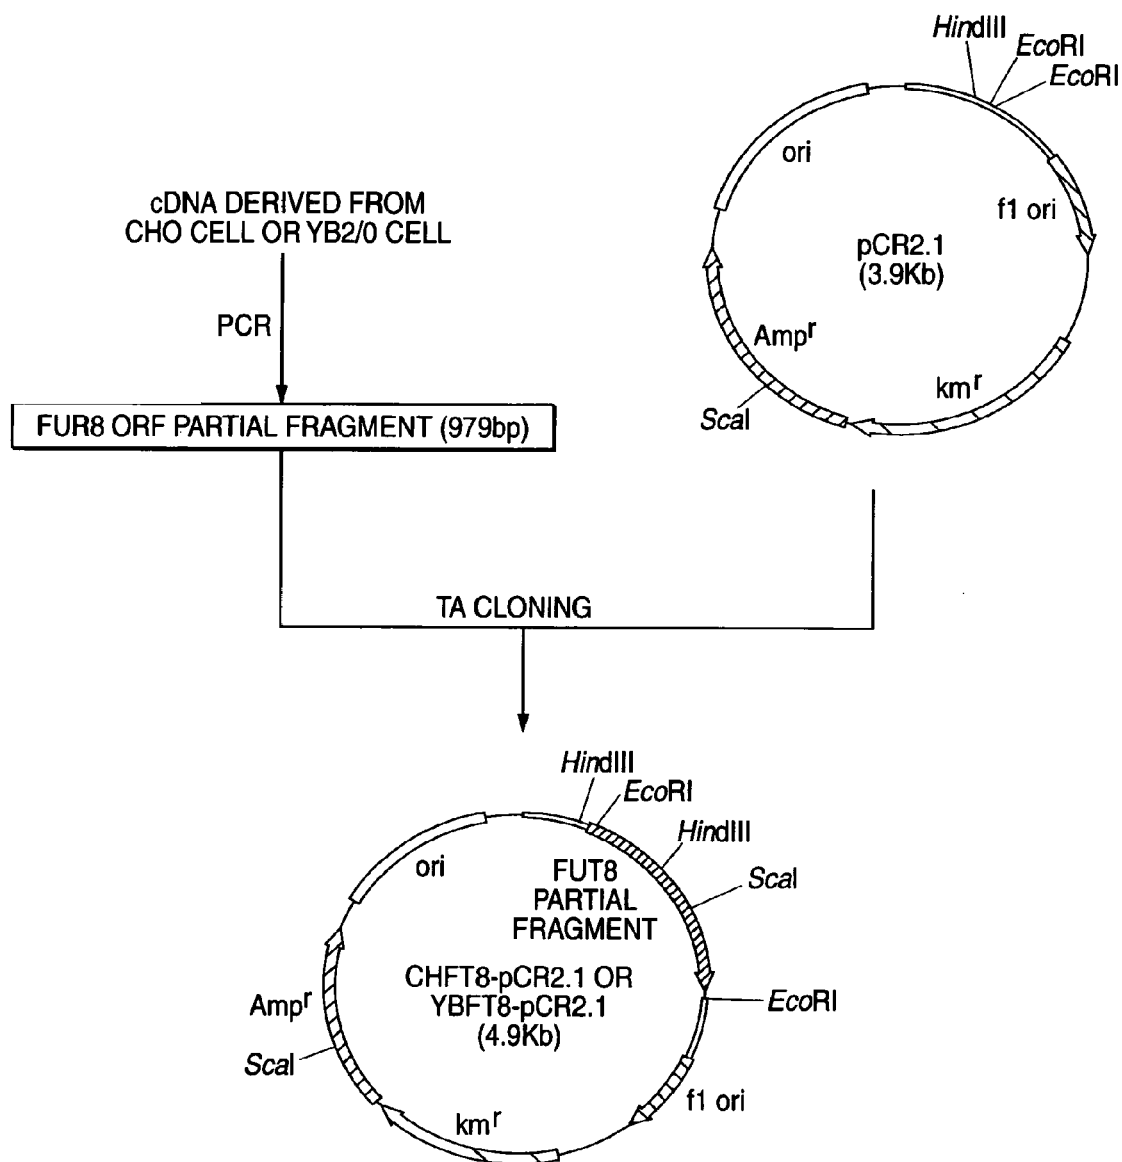 HindIII
EcoRI
EcoRI
ori
f1 ori
pCR2.1
(3.9Kb)
Ampr
kmr
ScaI
cDNA DERIVED FROM
CHO CELL OR YB2/0 CELL
PCR
FUR8 ORF PARTIAL FRAGMENT (979bp)
TA CLONING
HindIII
EcoRI
HindIII
ScaI
ori
FUT8
PARTIAL
FRAGMENT
CHFT8-pCR2.1 OR
YBFT8-pCR2.1
(4.9Kb)
EcoRI
Ampr
ScaI
f1 ori
kmr